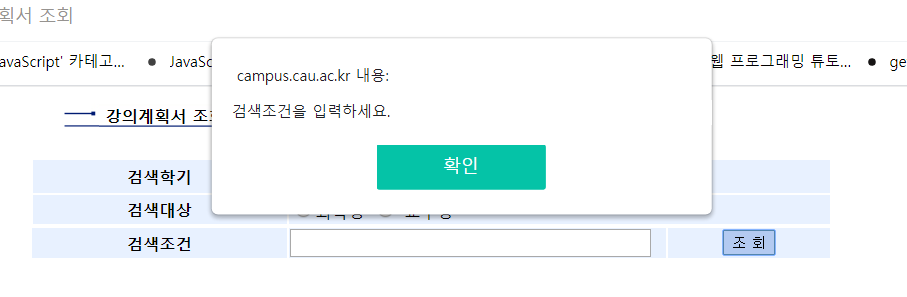 획서 조회
avaScript' 카테고... ● JavaSc
웹 프로그래밍 튜토... ● ge
campus.cau.ac.kr 내용:
검색조건을 입력하세요.
확인
강의계획서 조회
검색학기
검색대상
검색조건
조 회